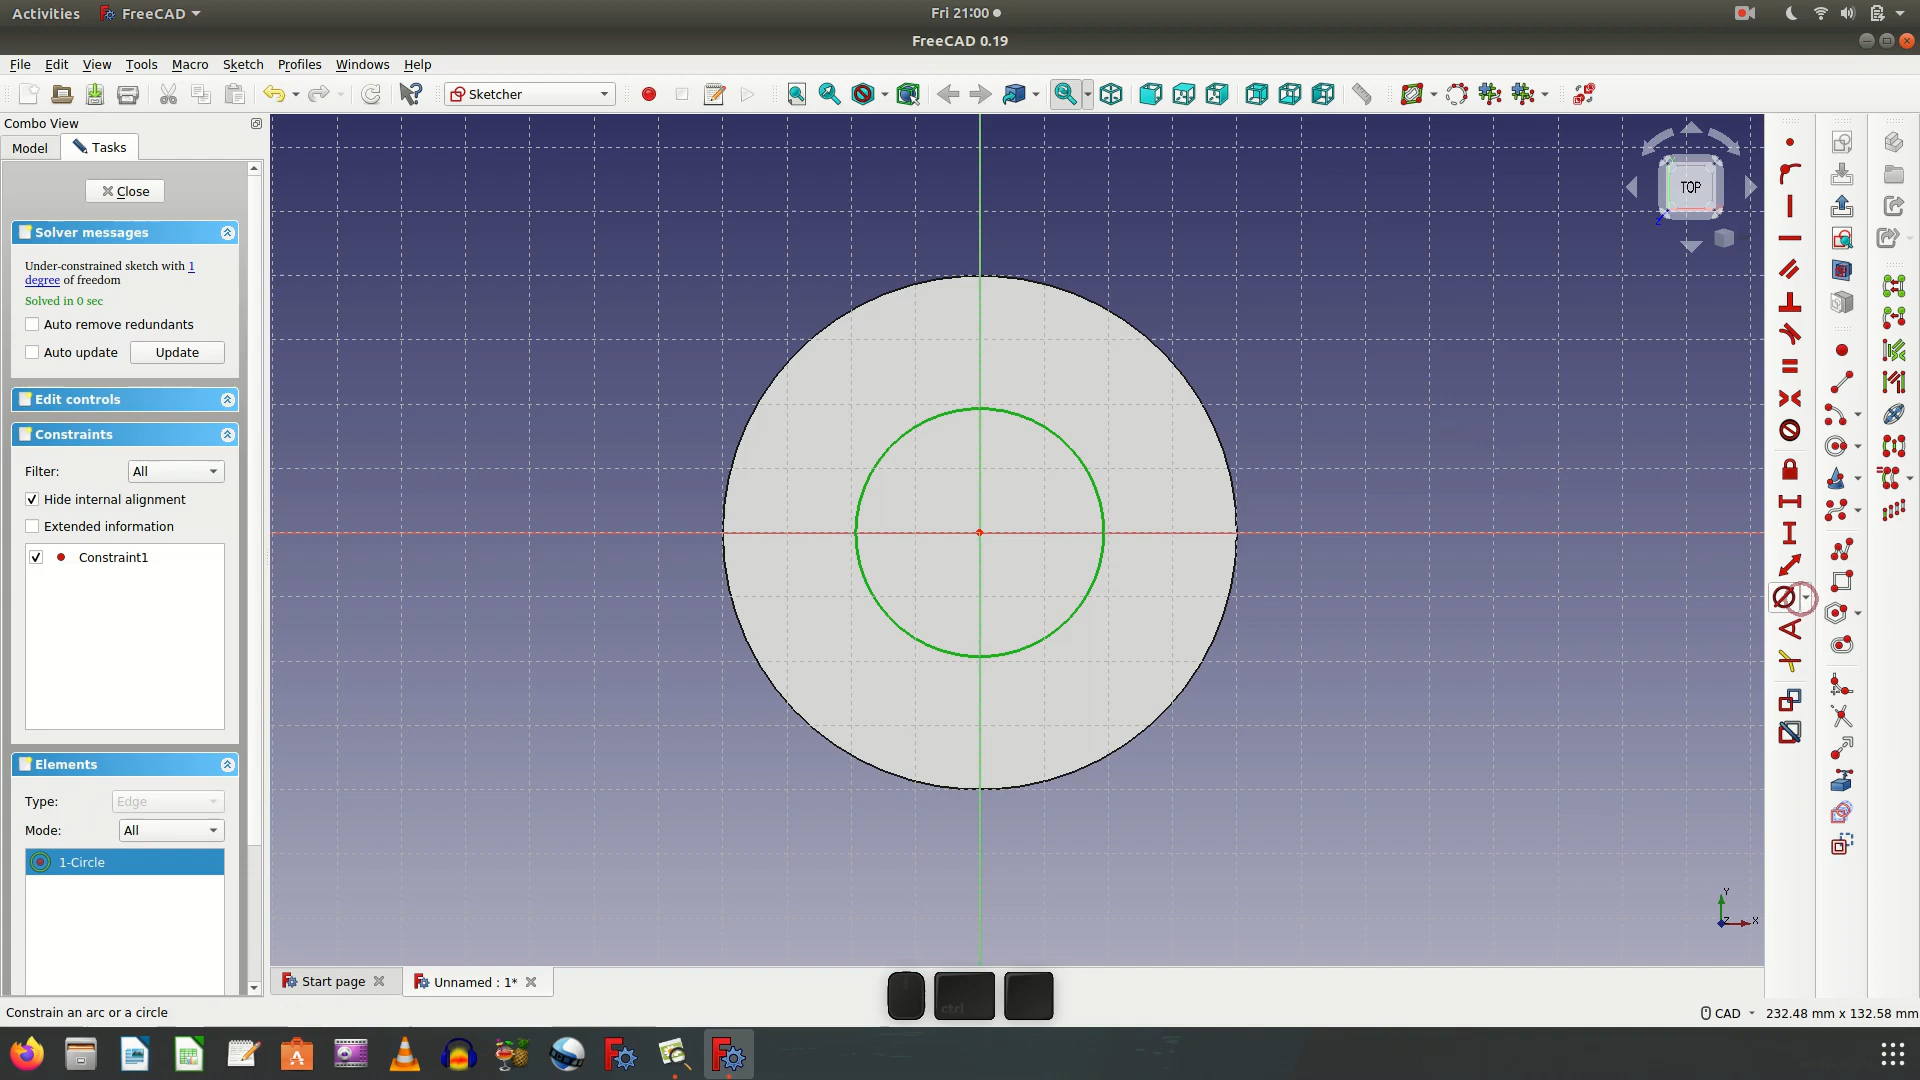 Activities
FreeCAD
Fri 21:00
FreeCAD 0.19
File Edit View Tools Macro Sketch Profiles Windows Help
Sketcher
Combo View
Model
Tasks
Close
Solver messages
Under-constrained sketch with 1
degree of freedom
Solved in 0 sec
Auto remove redundants
Auto update
Update
Edit controls
Constraints
Filter:
All
Hide internal alignment
Extended information
Constraint1
Elements
Type:
Edge
Mode:
All
1-Circle
TOP
Z
Y
Z
X
Start page
Unnamed : 1*
ctrl
Constrain an arc or a circle
CAD
232.48 mm x 132.58 mm